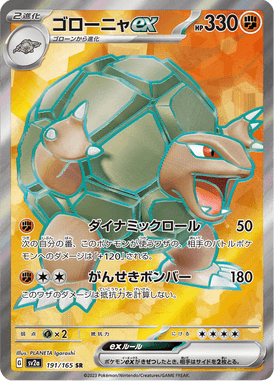 2進化 ゴローニャex HP330
ゴローンから進化
ダイナミックロール 50
次の自分の番、このポケモンが使うワザの、相手のバトルポケ
モンへのダメージは[+120]される。
がんせきボンバー 180
このワザのダメージは抵抗力を計算しない。
弱点 ×2 抵抗力 にげる
Illus. PLANETA Igarashi
exルール
ポケモンexがきぜつしたとき、相手はサイドを2枚とる。
G sv2a 191/165 SR
©2023 Pokémon/Nintendo/Creatures/GAME FREAK.